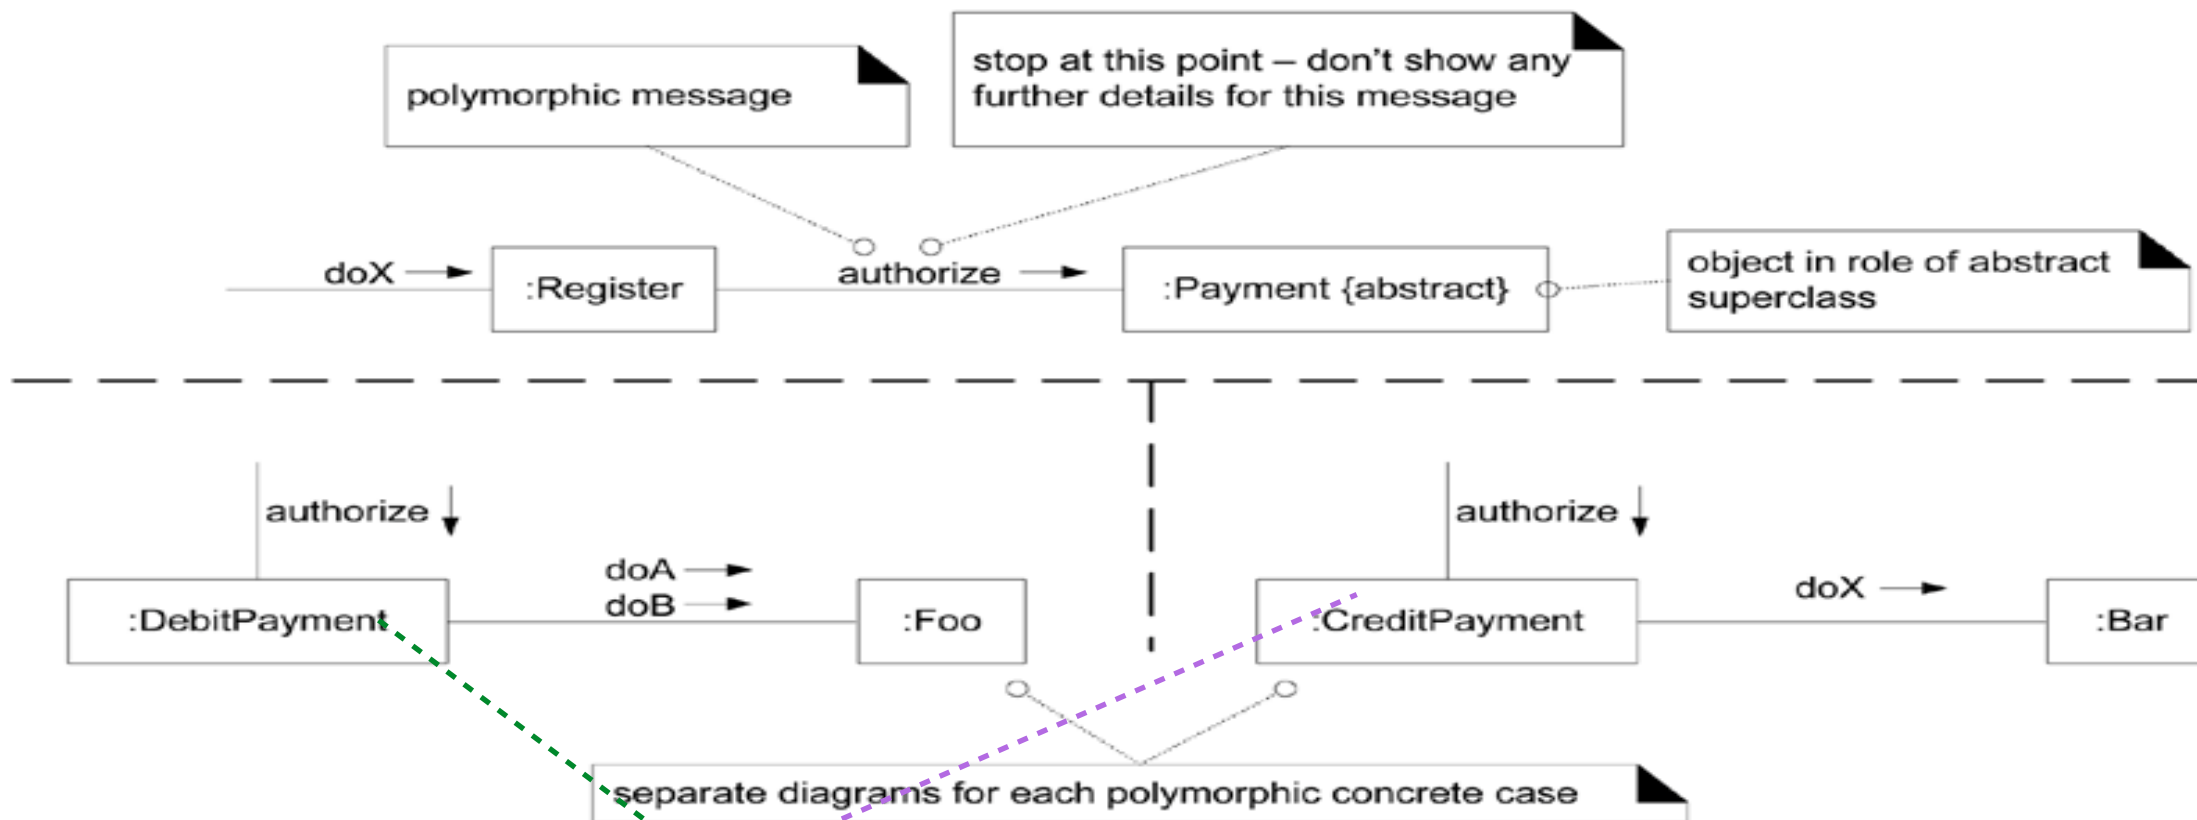 polymorphic message
stop at this point – don't show any
further details for this message
doX
:Register
authorize
:Payment {abstract}
object in role of abstract
superclass
authorize
doA
doB
:DebitPayment
:Foo
authorize
doX
:CreditPayment
:Bar
separate diagrams for each polymorphic concrete case